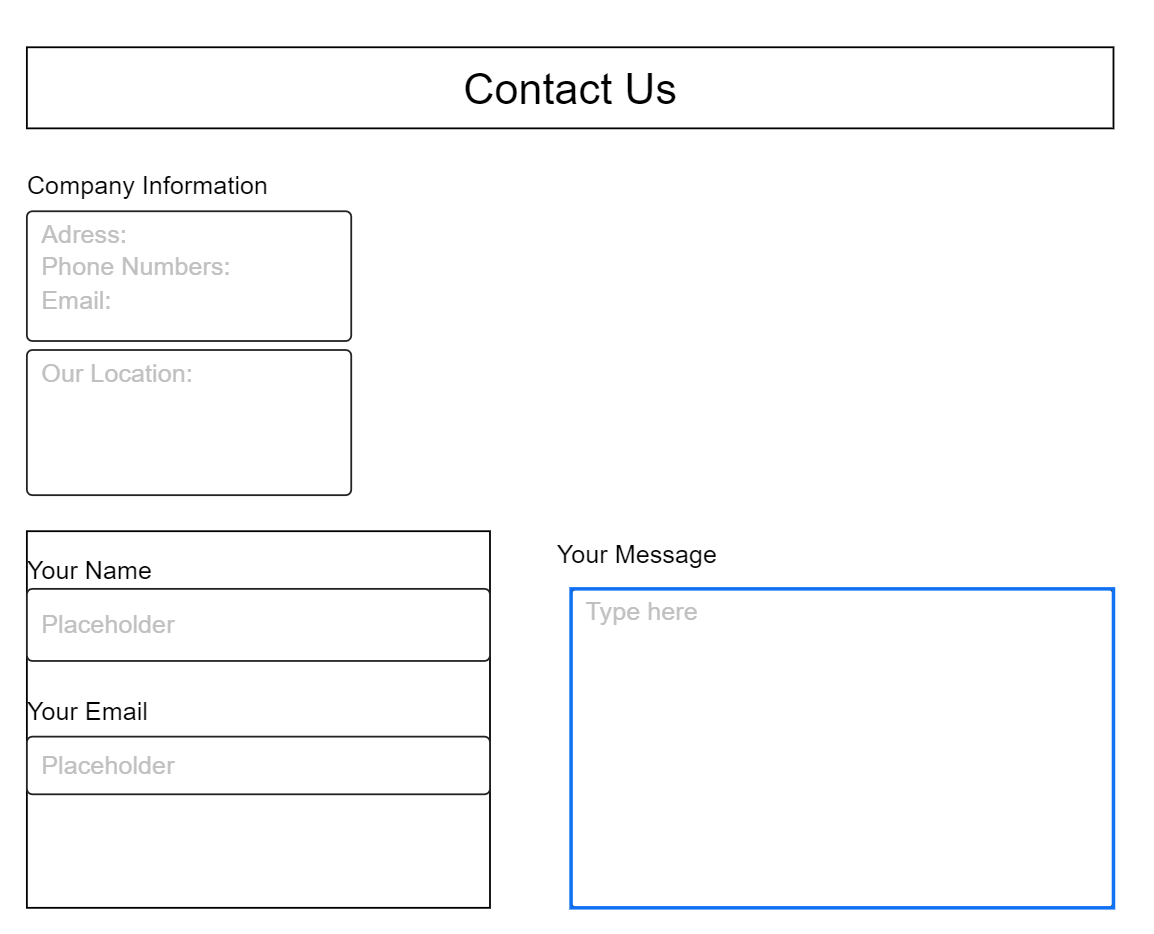 Contact Us
Company Information
Adress:
Phone Numbers:
Email:
Our Location:
Your Name
Placeholder
Your Email
Placeholder
Your Message
Type here